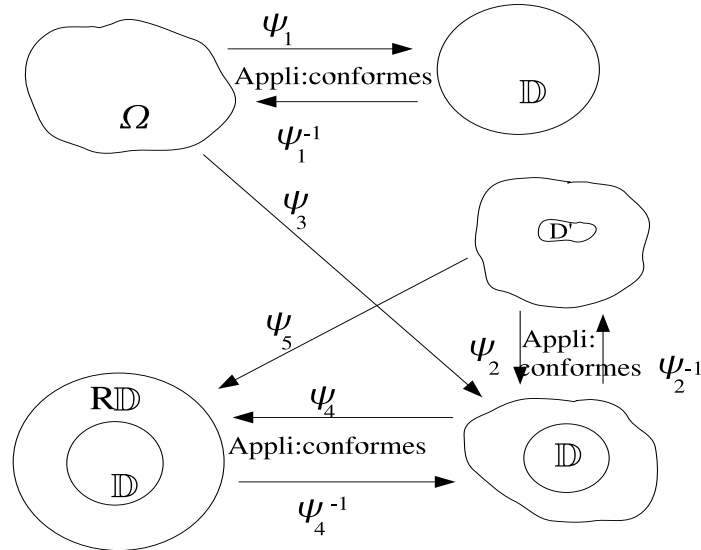 ψ₁
Appli:conformes
Ω
𝔻
ψ₁⁻¹
ψ₃
D'
ψ₅
ψ₂
Appli:
conformes
ψ₂⁻¹
R𝔻
ψ₄
Appli:conformes
𝔻
𝔻
ψ₄⁻¹